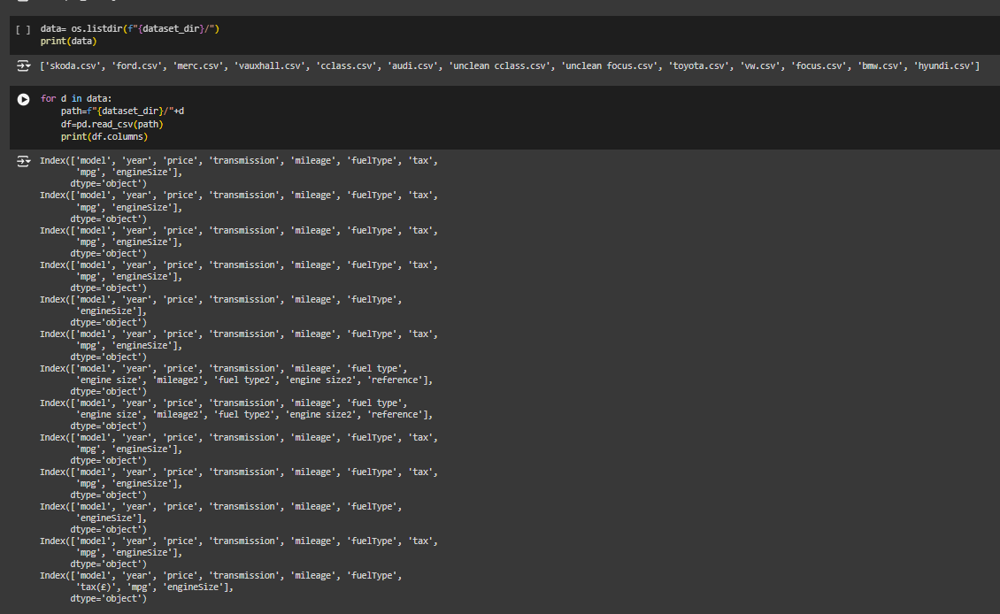 [ ] data= os.listdir(f"{dataset_dir}/")
print(data)
['skoda.csv', 'ford.csv', 'merc.csv', 'vauxhall.csv', 'cclass.csv', 'audi.csv', 'unclean cclass.csv', 'unclean focus.csv', 'toyota.csv', 'vw.csv', 'focus.csv', 'bmw.csv', 'hyundi.csv']
for d in data:
    path=f"{dataset_dir}/"+d
    df=pd.read_csv(path)
    print(df.columns)
Index(['model', 'year', 'price', 'transmission', 'mileage', 'fuelType', 'tax',
       'mpg', 'engineSize'],
      dtype='object')
Index(['model', 'year', 'price', 'transmission', 'mileage', 'fuelType', 'tax',
       'mpg', 'engineSize'],
      dtype='object')
Index(['model', 'year', 'price', 'transmission', 'mileage', 'fuelType', 'tax',
       'mpg', 'engineSize'],
      dtype='object')
Index(['model', 'year', 'price', 'transmission', 'mileage', 'fuelType', 'tax',
       'mpg', 'engineSize'],
      dtype='object')
Index(['model', 'year', 'price', 'transmission', 'mileage', 'fuelType',
       'engineSize'],
      dtype='object')
Index(['model', 'year', 'price', 'transmission', 'mileage', 'fuelType', 'tax',
       'mpg', 'engineSize'],
      dtype='object')
Index(['model', 'year', 'price', 'transmission', 'mileage', 'fuel type',
       'engine size', 'mileage2', 'fuel type2', 'engine size2', 'reference'],
      dtype='object')
Index(['model', 'year', 'price', 'transmission', 'mileage', 'fuel type',
       'engine size', 'mileage2', 'fuel type2', 'engine size2', 'reference'],
      dtype='object')
Index(['model', 'year', 'price', 'transmission', 'mileage', 'fuelType', 'tax',
       'mpg', 'engineSize'],
      dtype='object')
Index(['model', 'year', 'price', 'transmission', 'mileage', 'fuelType', 'tax',
       'mpg', 'engineSize'],
      dtype='object')
Index(['model', 'year', 'price', 'transmission', 'mileage', 'fuelType',
       'engineSize'],
      dtype='object')
Index(['model', 'year', 'price', 'transmission', 'mileage', 'fuelType', 'tax',
       'mpg', 'engineSize'],
      dtype='object')
Index(['model', 'year', 'price', 'transmission', 'mileage', 'fuelType',
       'tax(£)', 'mpg', 'engineSize'],
      dtype='object')